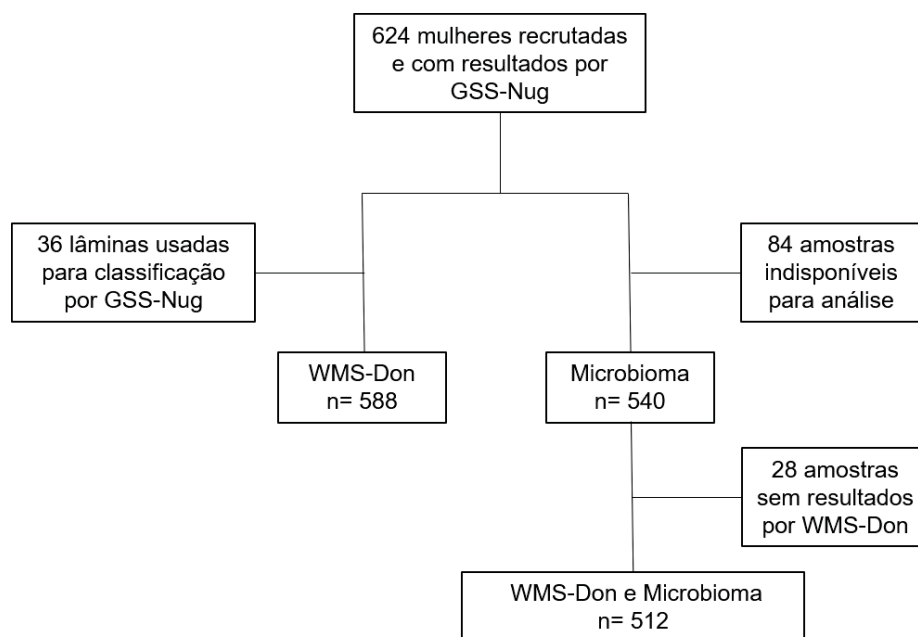 624 mulheres recrutadas
e com resultados por
GSS-Nug
36 lâminas usadas
para classificação
por GSS-Nug
84 amostras
indisponíveis
para análise
WMS-Don
n= 588
Microbioma
n= 540
28 amostras
sem resultados
por WMS-Don
WMS-Don e Microbioma
n= 512